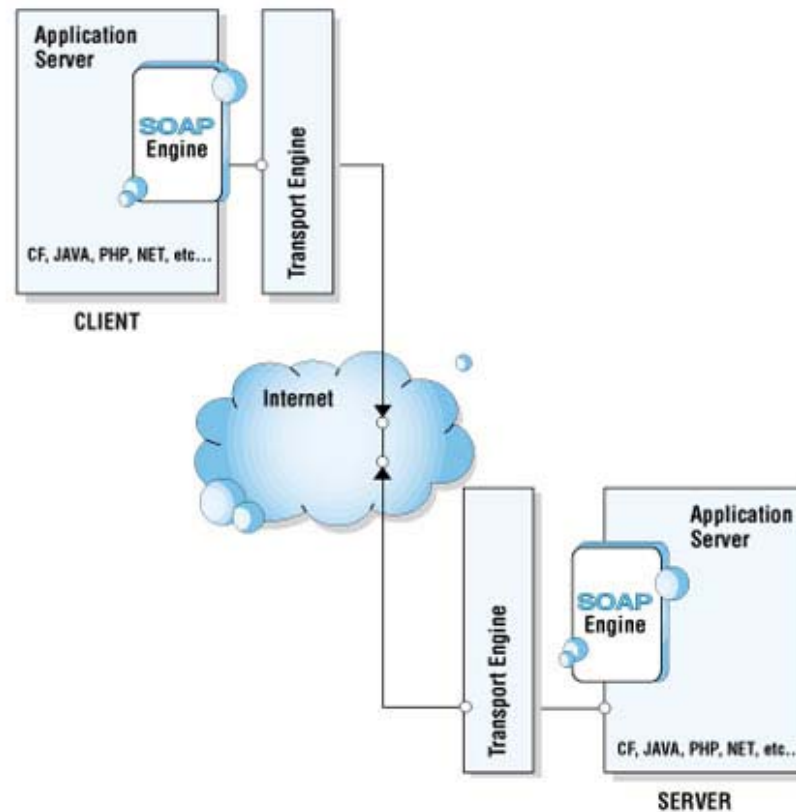 Application
Server
SOAP
Engine
CF, JAVA, PHP, NET, etc...
Transport Engine
CLIENT
Internet
Transport Engine
Application
Server
SOAP
Engine
CF, JAVA, PHP, NET, etc...
SERVER